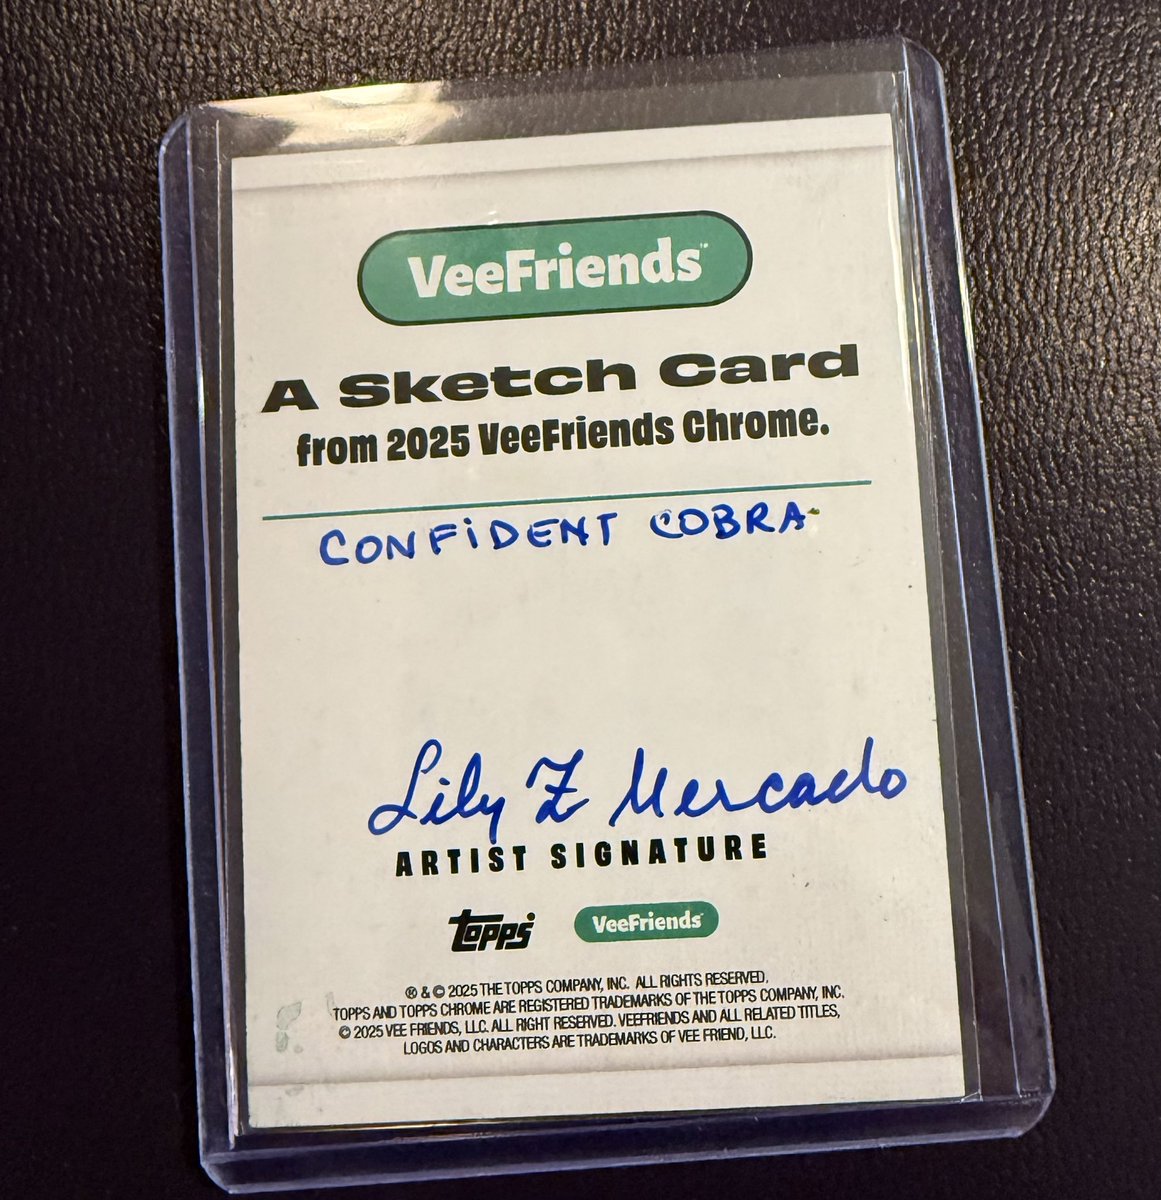 VeeFriends™
A Sketch Card
from 2025 VeeFriends Chrome.
CONFiDENT COBRA
Lily Z Mercado
ARTIST SIGNATURE
topps VeeFriends
® & © 2025 THE TOPPS COMPANY, INC. ALL RIGHTS RESERVED.
TOPPS AND TOPPS CHROME ARE REGISTERED TRADEMARKS OF THE TOPPS COMPANY, INC.
© 2025 VEE FRIENDS, LLC. ALL RIGHT RESERVED. VEEFRIENDS AND ALL RELATED TITLES,
LOGOS AND CHARACTERS ARE TRADEMARKS OF VEE FRIEND, LLC.